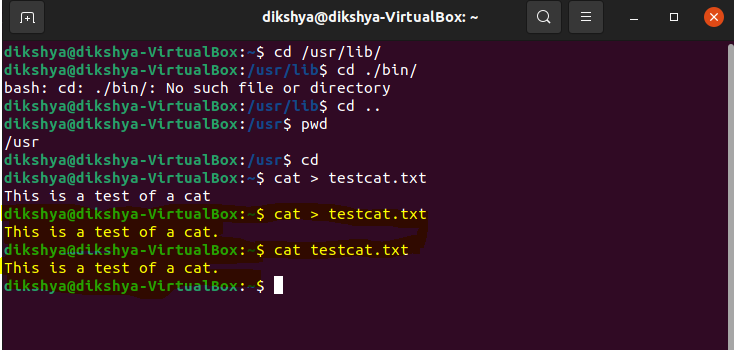 dikshya@dikshya-VirtualBox: ~
dikshya@dikshya-VirtualBox:~$ cd /usr/lib/
dikshya@dikshya-VirtualBox:/usr/lib$ cd ./bin/
bash: cd: ./bin/: No such file or directory
dikshya@dikshya-VirtualBox:/usr/lib$ cd ..
dikshya@dikshya-VirtualBox:/usr$ pwd
/usr
dikshya@dikshya-VirtualBox:/usr$ cd
dikshya@dikshya-VirtualBox:~$ cat > testcat.txt
This is a test of a cat
dikshya@dikshya-VirtualBox:~$ cat > testcat.txt
This is a test of a cat.
dikshya@dikshya-VirtualBox:~$ cat testcat.txt
This is a test of a cat.
dikshya@dikshya-VirtualBox:~$